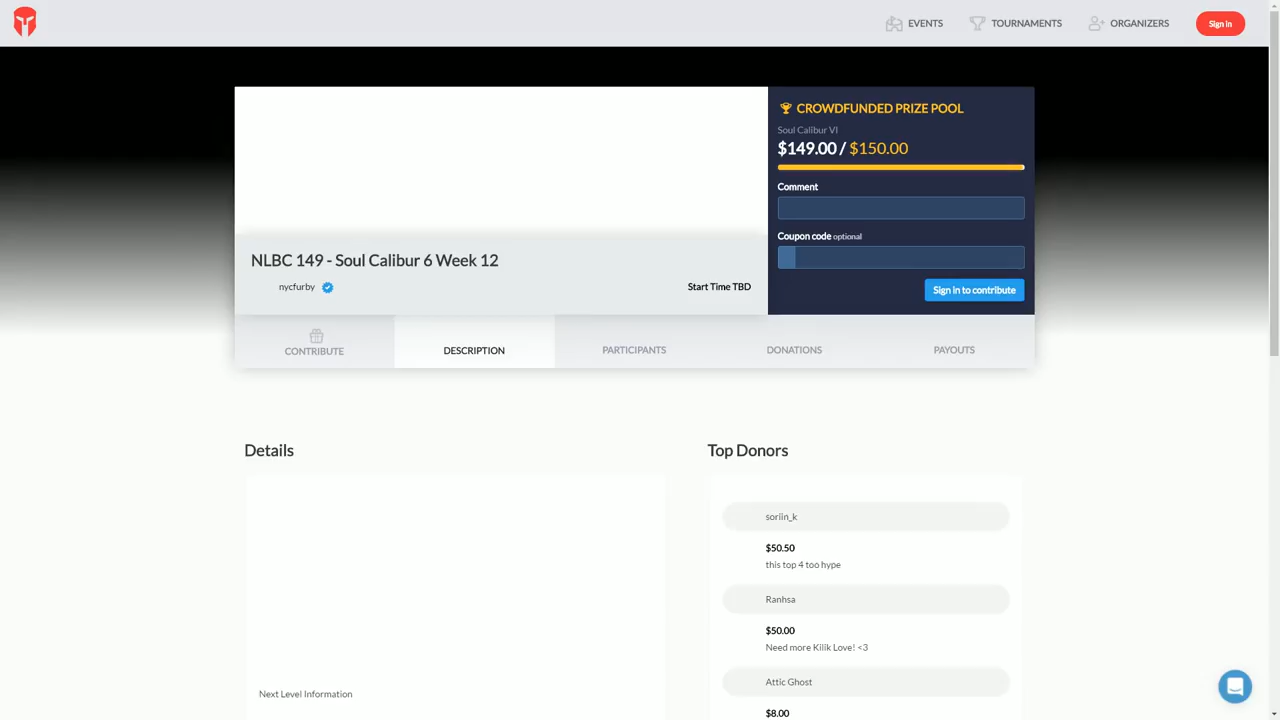 EVENTS
TOURNAMENTS
ORGANIZERS
Sign in
CROWDFUNDED PRIZE POOL
Soul Calibur VI
$149.00 / $150.00
Comment
Coupon code optional
Sign in to contribute
NLBC 149 - Soul Calibur 6 Week 12
nycfurby
Start Time TBD
CONTRIBUTE
DESCRIPTION
PARTICIPANTS
DONATIONS
PAYOUTS
Details
Next Level Information
Top Donors
soriin_k
$50.50
this top 4 too hype
Ranhsa
$50.00
Need more Kilik Love! <3
Attic Ghost
$8.00